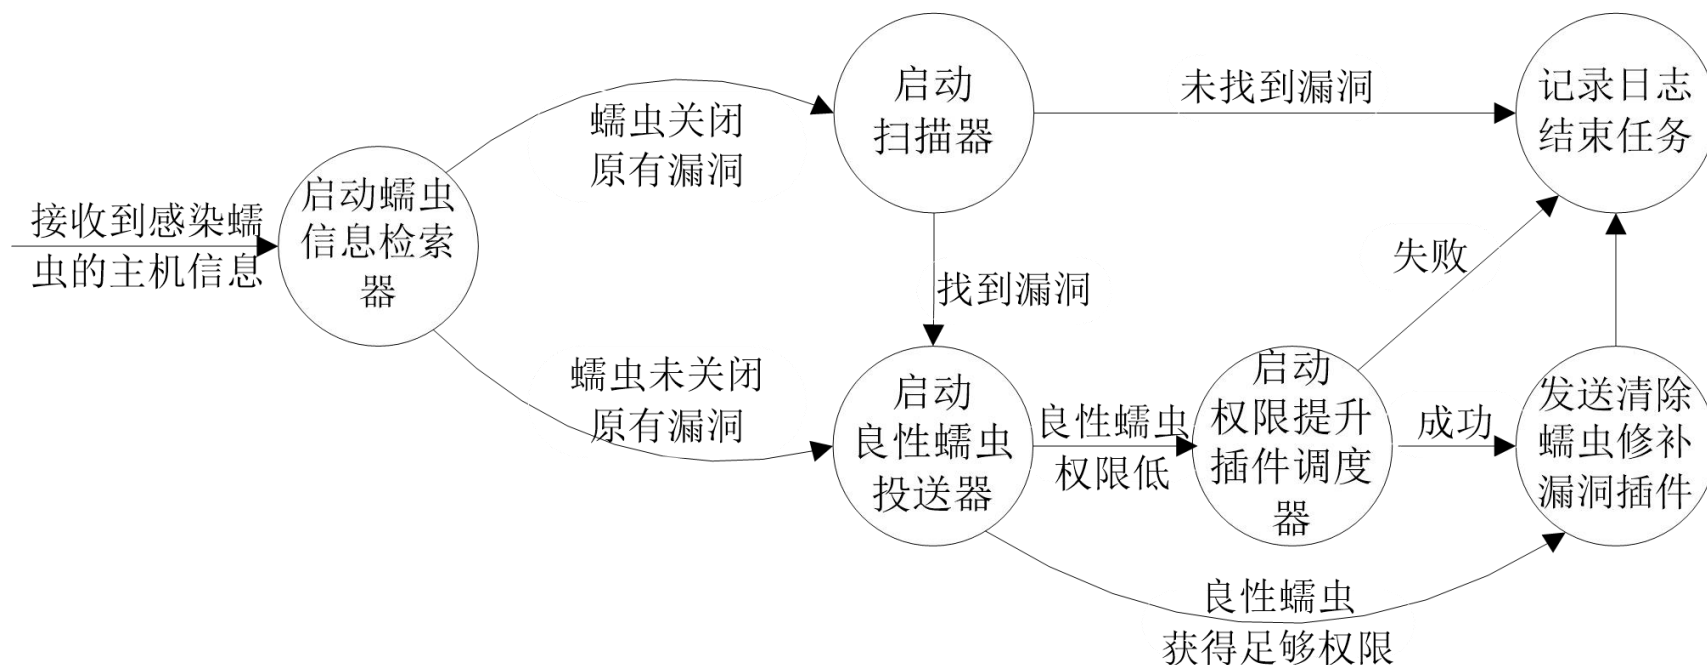 接收到感染蠕
虫的主机信息
启动蠕虫
信息检索
器
蠕虫关闭
原有漏洞
启动
扫描器
未找到漏洞
记录日志
结束任务
找到漏洞
失败
蠕虫未关闭
原有漏洞
启动
良性蠕虫
投送器
良性蠕虫
权限低
启动
权限提升
插件调度
器
成功
发送清除
蠕虫修补
漏洞插件
良性蠕虫
获得足够权限